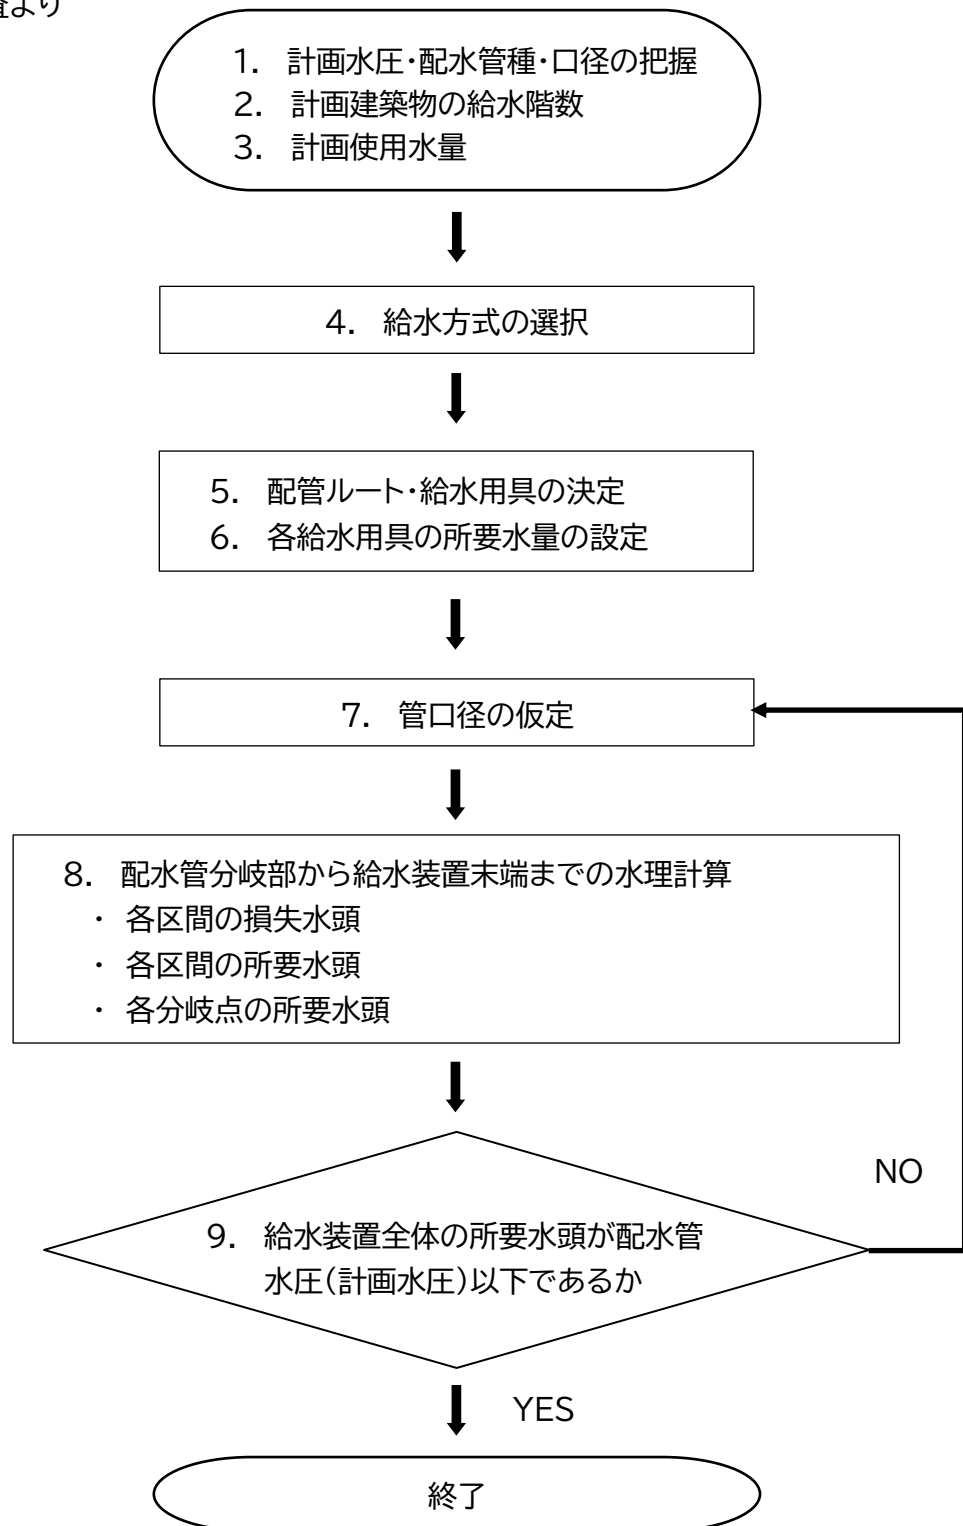 より
1. 計画水圧・配水管種・口径の把握
2. 計画建築物の給水階数
3. 計画使用水量
4. 給水方式の選択
5. 配管ルート・給水用具の決定
6. 各給水用具の所要水量の設定
7. 管口径の仮定
8. 配水管分岐部から給水装置末端までの水理計算
・ 各区間の損失水頭
・ 各区間の所要水頭
・ 各分岐点の所要水頭
NO
9. 給水装置全体の所要水頭が配水管
水圧(計画水圧)以下であるか
YES
終了